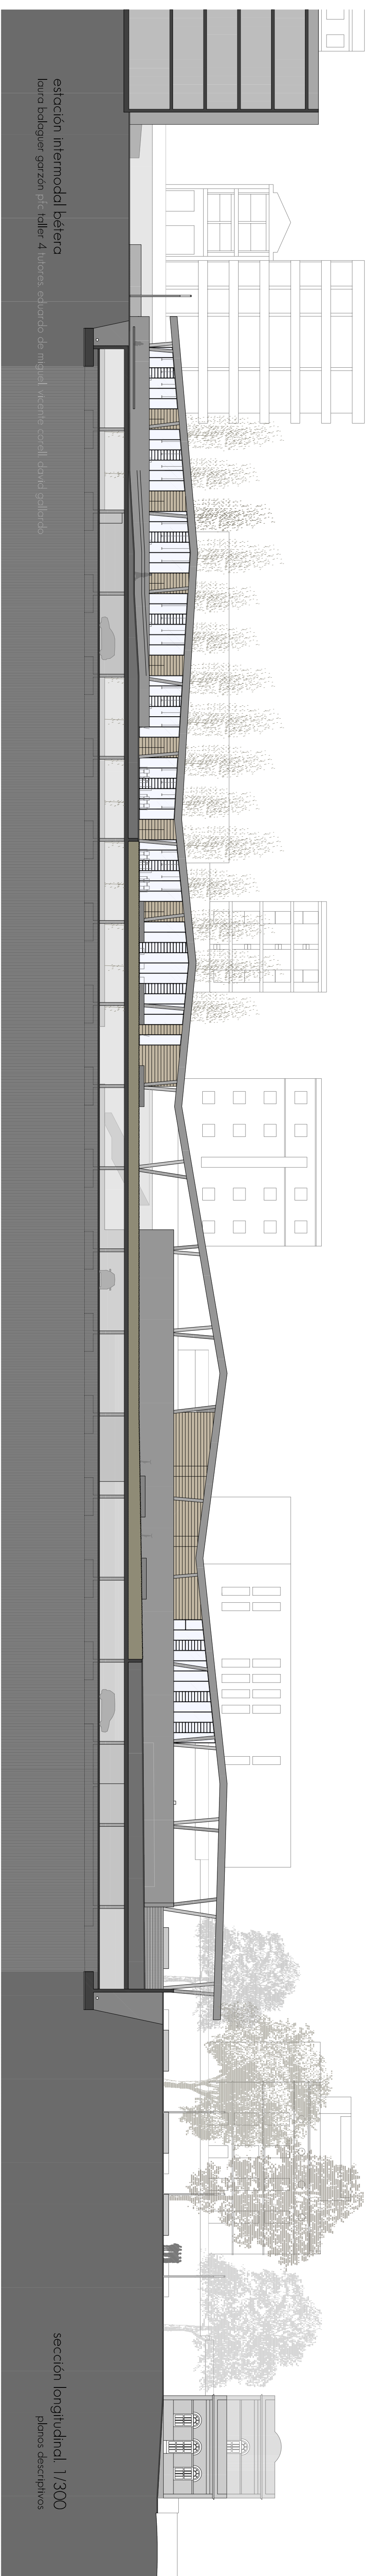 estación intermodal bétera
laura balaguer garzón pfc taller 4 tutores eduardo de miguel vicente corell david gallardo
sección longitudinal. 1/300
planos descriptivos